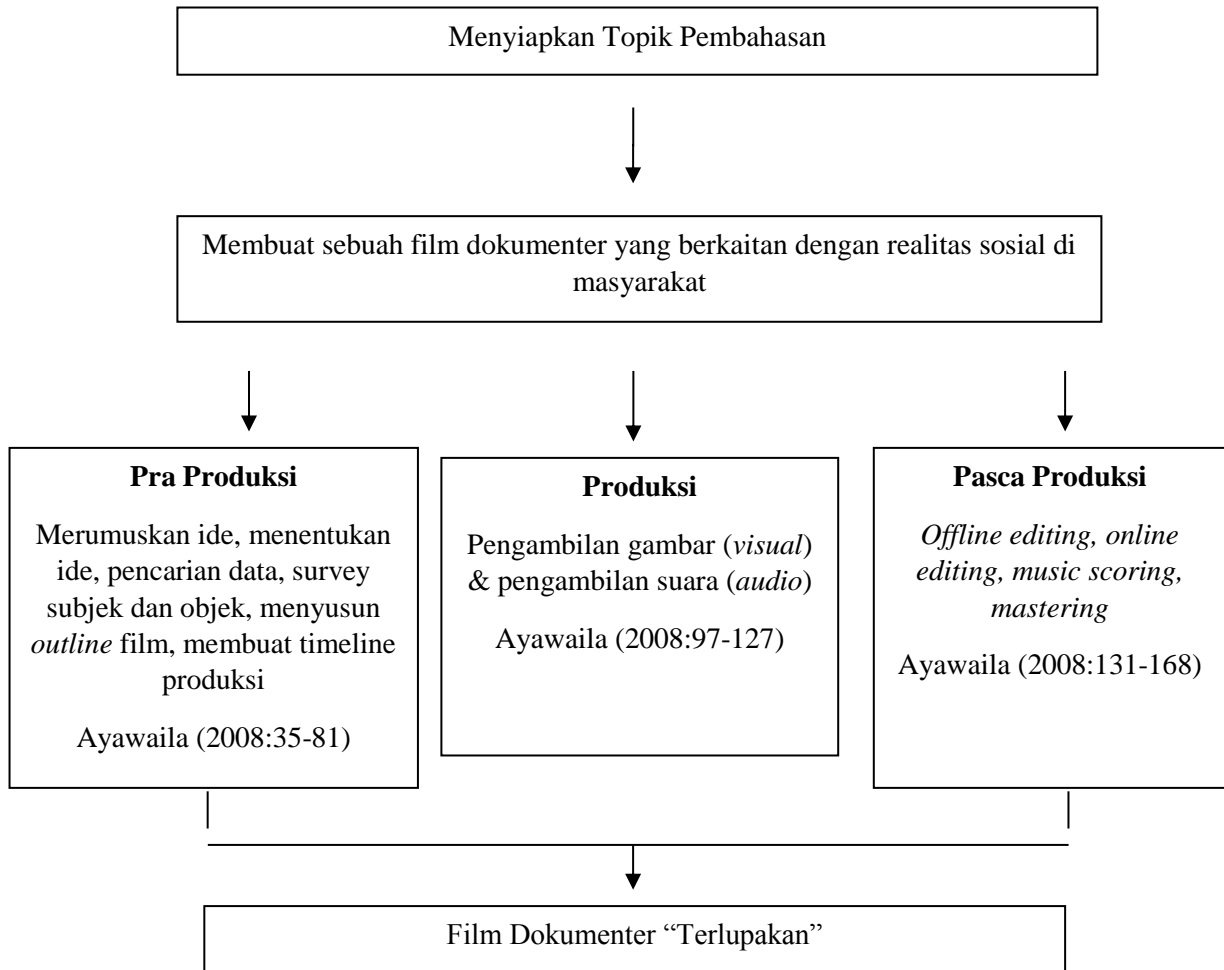 Menyiapkan Topik Pembahasan
Membuat sebuah film dokumenter yang berkaitan dengan realitas sosial di
masyarakat
Pra Produksi
Merumuskan ide, menentukan
ide, pencarian data, survey
subjek dan objek, menyusun
outline film, membuat timeline
produksi
Ayawaila (2008:35-81)
Produksi
Pengambilan gambar (visual)
& pengambilan suara (audio)
Ayawaila (2008:97-127)
Pasca Produksi
Offline editing, online
editing, music scoring,
mastering
Ayawaila (2008:131-168)
Film Dokumenter “Terlupakan”